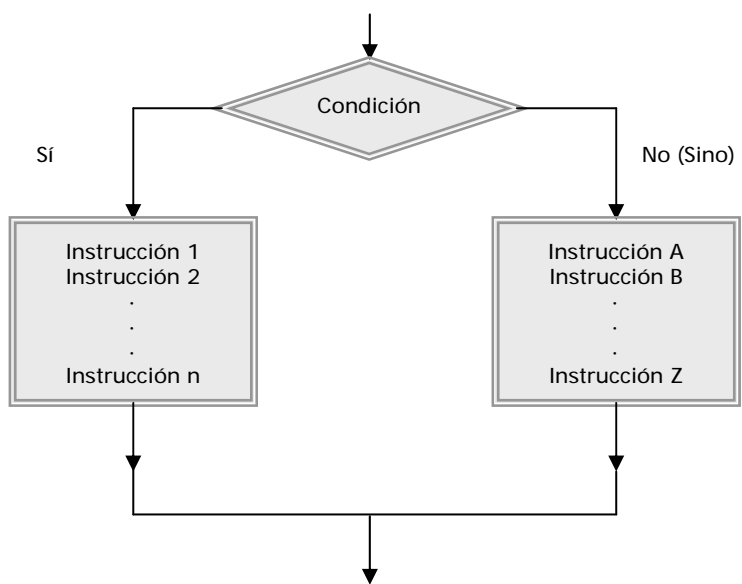 Condición
Sí
No (Sino)
Instrucción 1
Instrucción 2
.
.
.
Instrucción n
Instrucción A
Instrucción B
.
.
.
Instrucción Z